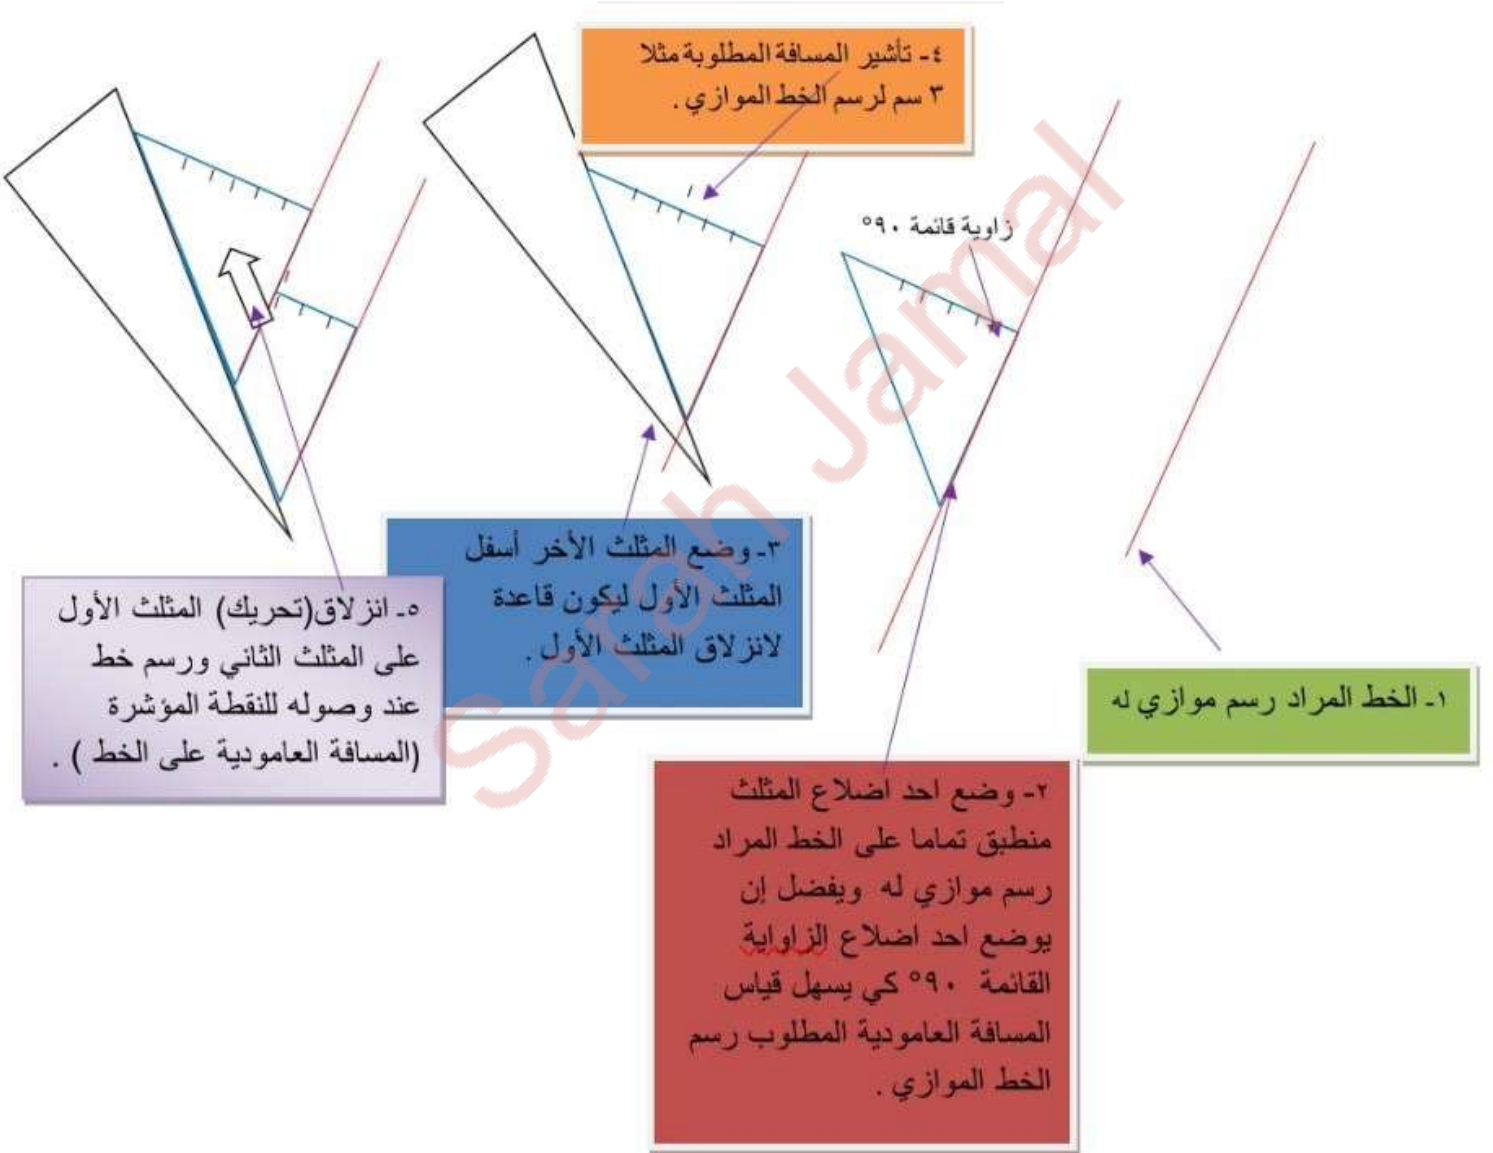 ١- الخط المراد رسم موازي له
زاوية قائمة ٩٠°
٢- وضع احد اضلاع المثلث
منطبق تماما على الخط المراد
رسم موازي له ويفضل إن
يوضع احد اضلاع الزاواية
القائمة ٩٠° كي يسهل قياس
المسافة العامودية المطلوب رسم
الخط الموازي .
٣- وضع المثلث الأخر أسفل
المثلث الأول ليكون قاعدة
لانزلاق المثلث الأول .
٤- تأشير المسافة المطلوبة مثلا
٣ سم لرسم الخط الموازي .
٥- انزلاق(تحريك) المثلث الأول
على المثلث الثاني ورسم خط
عند وصوله للنقطة المؤشرة
(المسافة العامودية على الخط ) .
Sarah Jamal